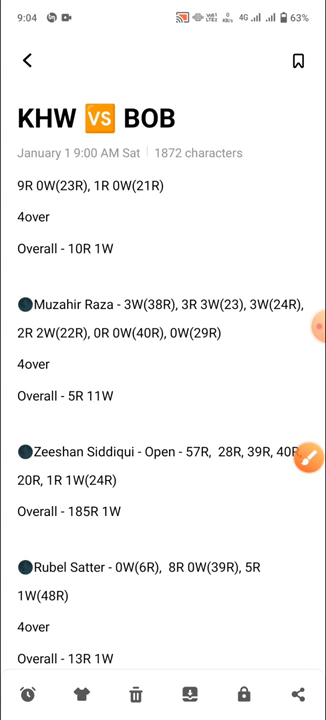 9:04 4G 63%
KHW 🆚 BOB
January 1 9:00 AM Sat | 1872 characters
9R 0W(23R), 1R 0W(21R)
4over
Overall - 10R 1W
🌑Muzahir Raza - 3W(38R), 3R 3W(23), 3W(24R),
2R 2W(22R), 0R 0W(40R), 0W(29R)
4over
Overall - 5R 11W
🌑Zeeshan Siddiqui - Open - 57R,  28R, 39R, 40R,
20R, 1R 1W(24R)
Overall - 185R 1W
🌑Rubel Satter - 0W(6R),  8R 0W(39R), 5R
1W(48R)
4over
Overall - 13R 1W